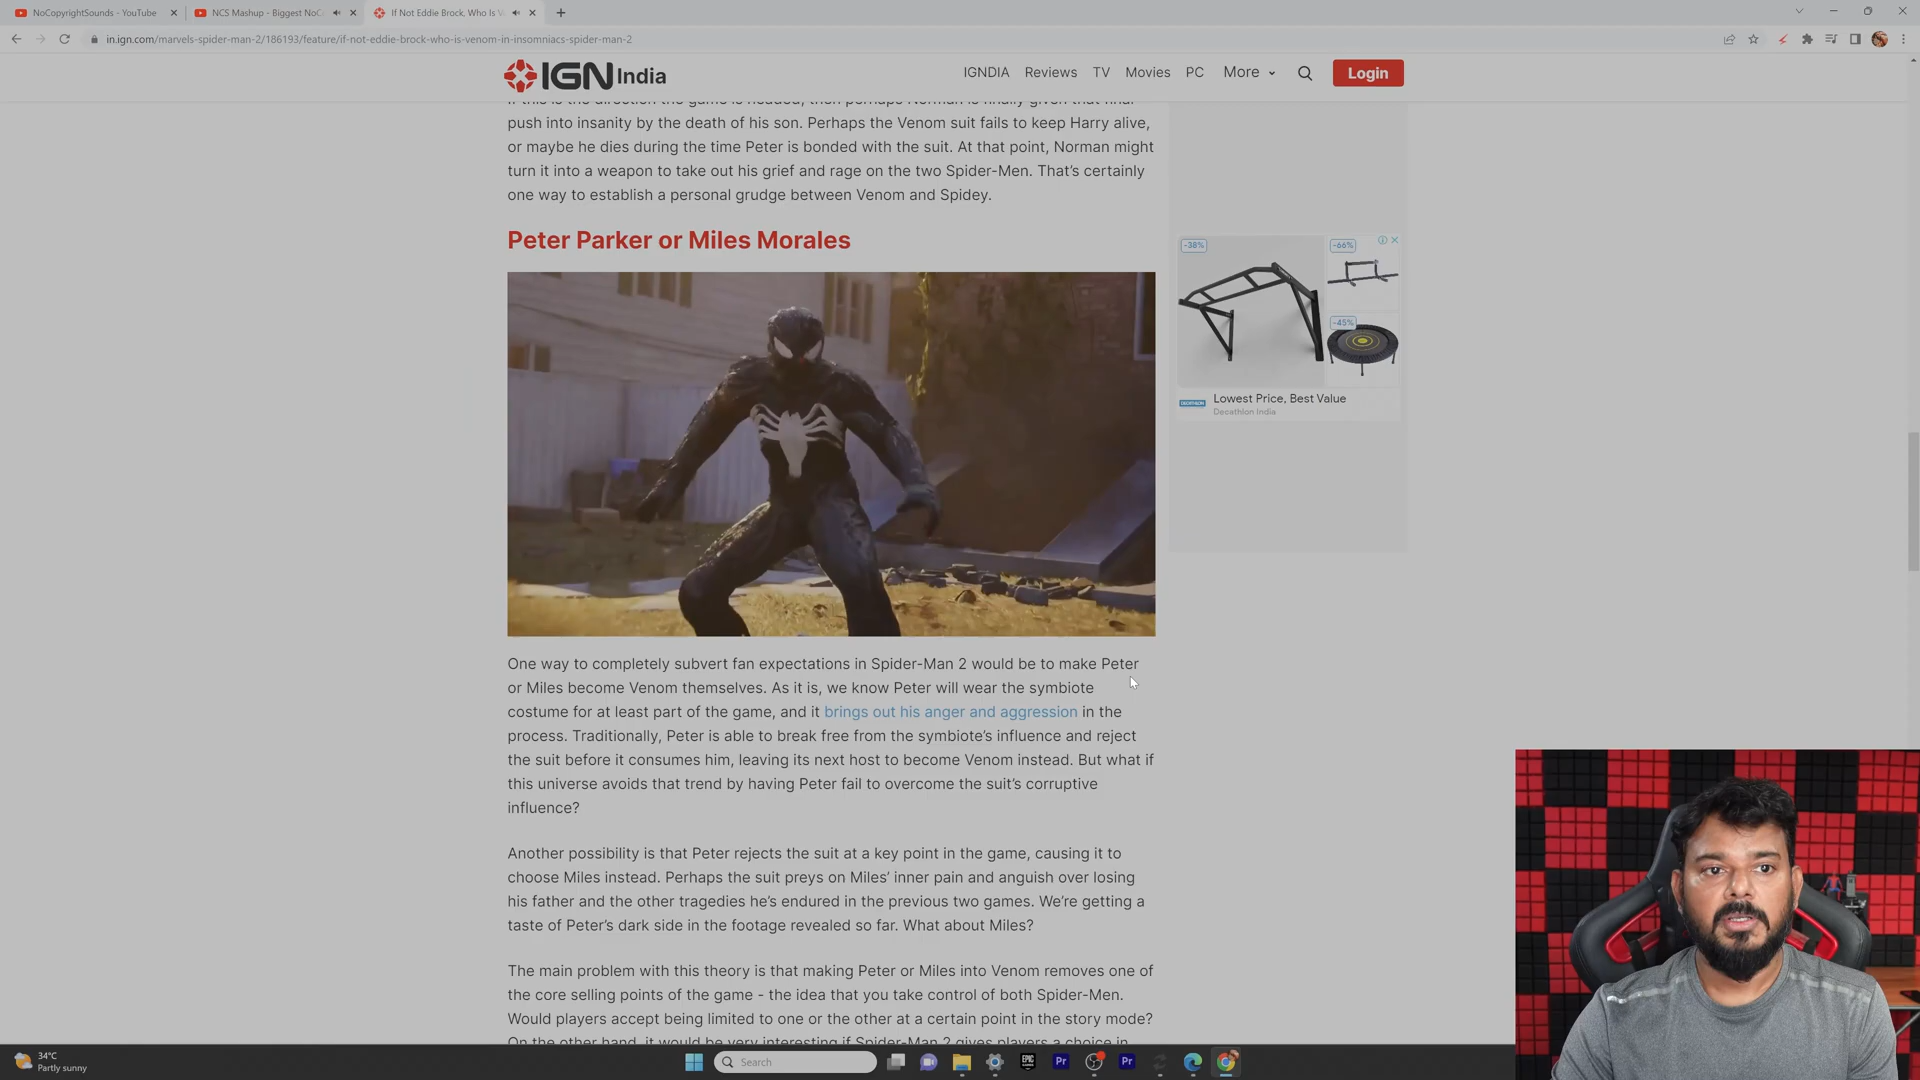 NoCopyrightSounds - YouTube
NCS Mashup - Biggest NoC
If Not Eddie Brock, Who Is V
in.ign.com/marvels-spider-man-2/186193/feature/if-not-eddie-brock-who-is-venom-in-insomniacs-spider-man-2
IGN India
IGNDIA Reviews TV Movies PC More Login
If this is the direction the game is headed, then perhaps Norman is finally given that final
push into insanity by the death of his son. Perhaps the Venom suit fails to keep Harry alive,
or maybe he dies during the time Peter is bonded with the suit. At that point, Norman might
turn it into a weapon to take out his grief and rage on the two Spider-Men. That’s certainly
one way to establish a personal grudge between Venom and Spidey.
Peter Parker or Miles Morales
-38%
-66%
-45%
DECATHLON
Lowest Price, Best Value
Decathlon India
One way to completely subvert fan expectations in Spider-Man 2 would be to make Peter
or Miles become Venom themselves. As it is, we know Peter will wear the symbiote
costume for at least part of the game, and it brings out his anger and aggression in the
process. Traditionally, Peter is able to break free from the symbiote’s influence and reject
the suit before it consumes him, leaving its next host to become Venom instead. But what if
this universe avoids that trend by having Peter fail to overcome the suit’s corruptive
influence?
Another possibility is that Peter rejects the suit at a key point in the game, causing it to
choose Miles instead. Perhaps the suit preys on Miles’ inner pain and anguish over losing
his father and the other tragedies he’s endured in the previous two games. We’re getting a
taste of Peter’s dark side in the footage revealed so far. What about Miles?
The main problem with this theory is that making Peter or Miles into Venom removes one of
the core selling points of the game - the idea that you take control of both Spider-Men.
Would players accept being limited to one or the other at a certain point in the story mode?
On the other hand, it would be very interesting if Spider-Man 2 gives players a choice in
34°C
Partly sunny
Search
EPIC
Pr
Pr